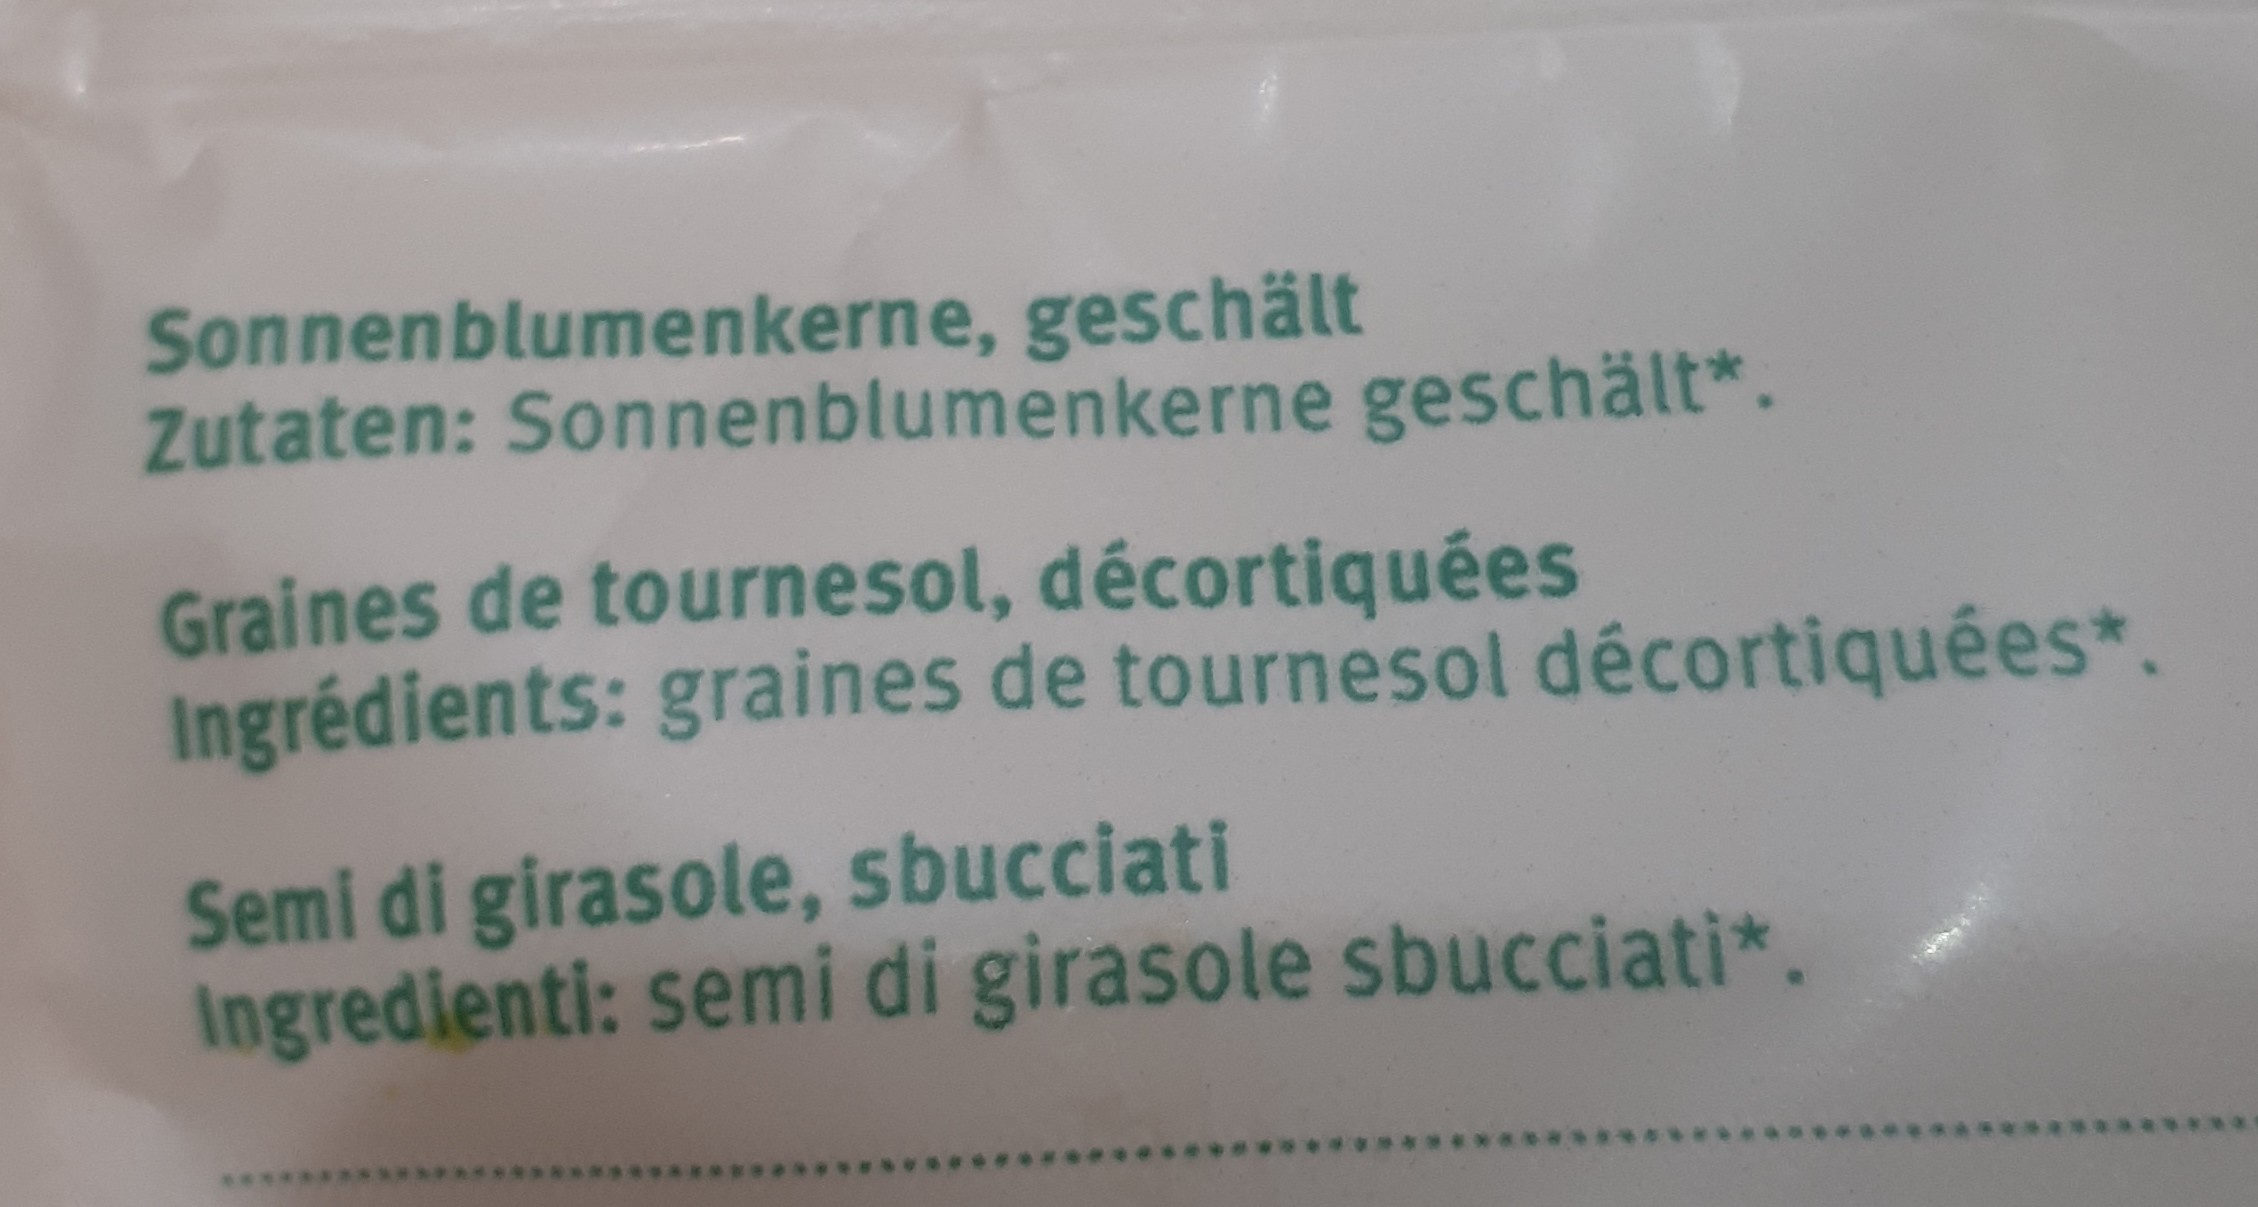 Sonnenblumenkerne, geschält
Zutaten: Sonnenblumenkerne geschält*.
Graines de tournesol, décortiquées
Ingrédients: graines de tournesol décortiquées*.
Semi di girasole, sbucciati
Ingredienti: semi di girasole sbucciati*.